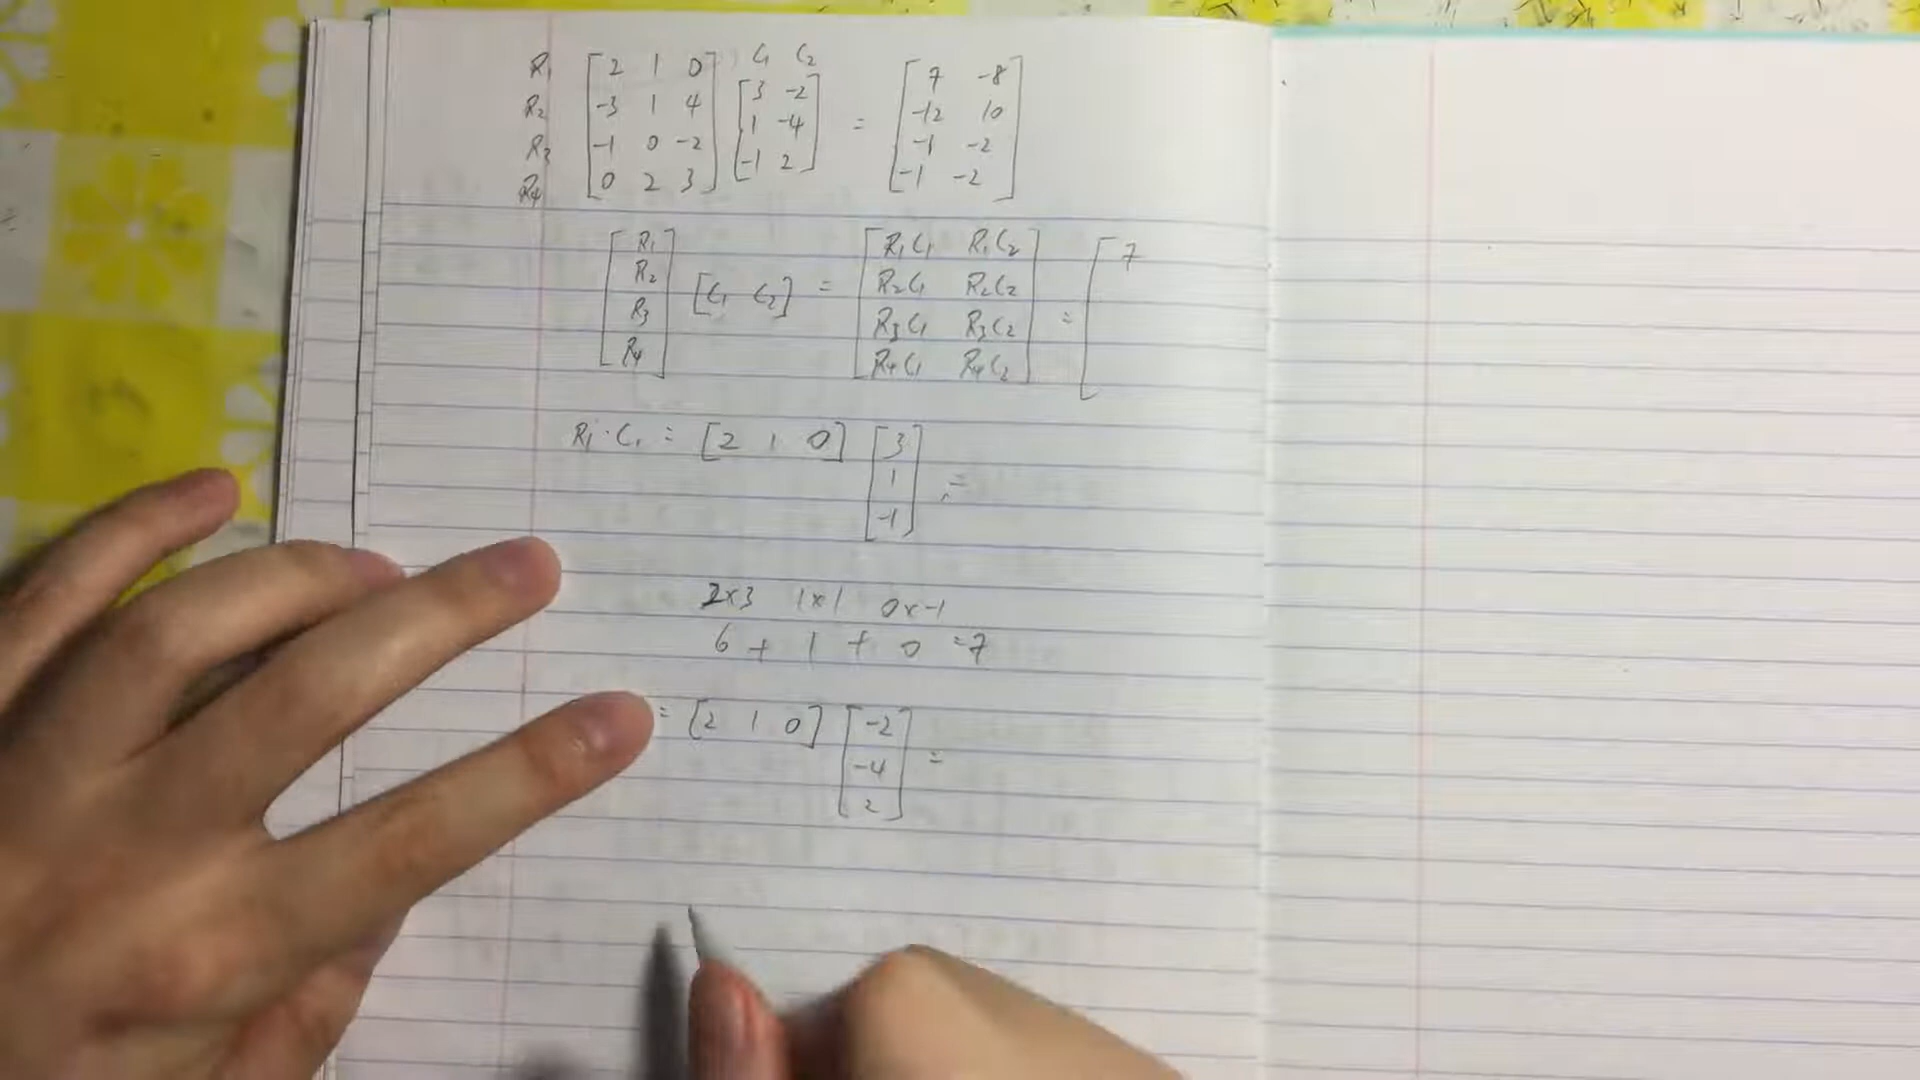 C₁ C₂
R₁ [2 1 0] [7 -8]
R₂ [-3 1 4] [3 -2] [-12 10]
R₃ [-1 0 -2] [1 -4] = [-1 -2]
R₄ [0 2 3] [-1 2] [-1 -2]
[R₁] [R₁C₁ R₁C₂] [7
[R₂] [C₁ C₂] = [R₂C₁ R₂C₂] =
[R₃] [R₃C₁ R₃C₂]
[R₄] [R₄C₁ R₄C₂]
R₁·C₁ = [2 1 0] [3
1 =
-1]
2x3 1x1 0x-1
6 + 1 + 0 =7
= [2 1 0] [-2
-4 =
2]